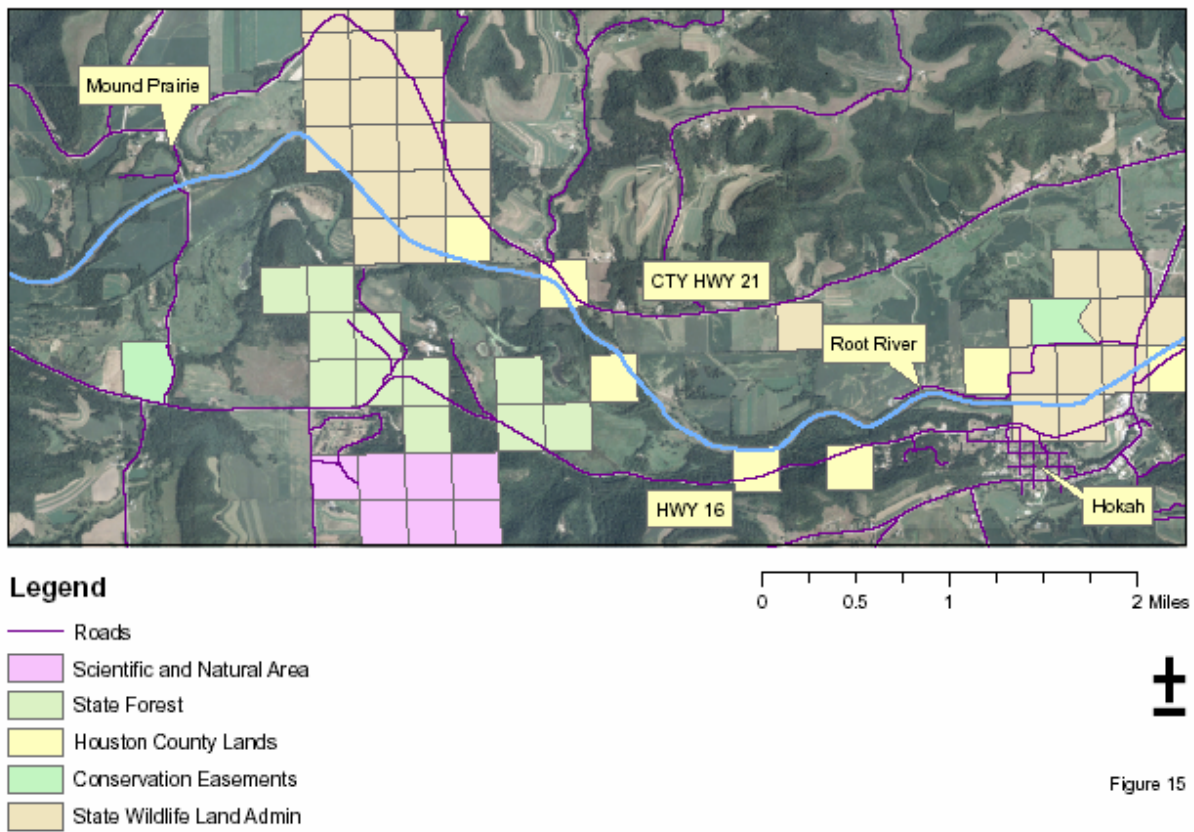 Mound Prairie
CTY HWY 21
Root River
HWY 16
Hokah
Legend
Roads
Scientific and Natural Area
State Forest
Houston County Lands
Conservation Easements
State Wildlife Land Admin
0 0.5 1 2 Miles
Figure 15